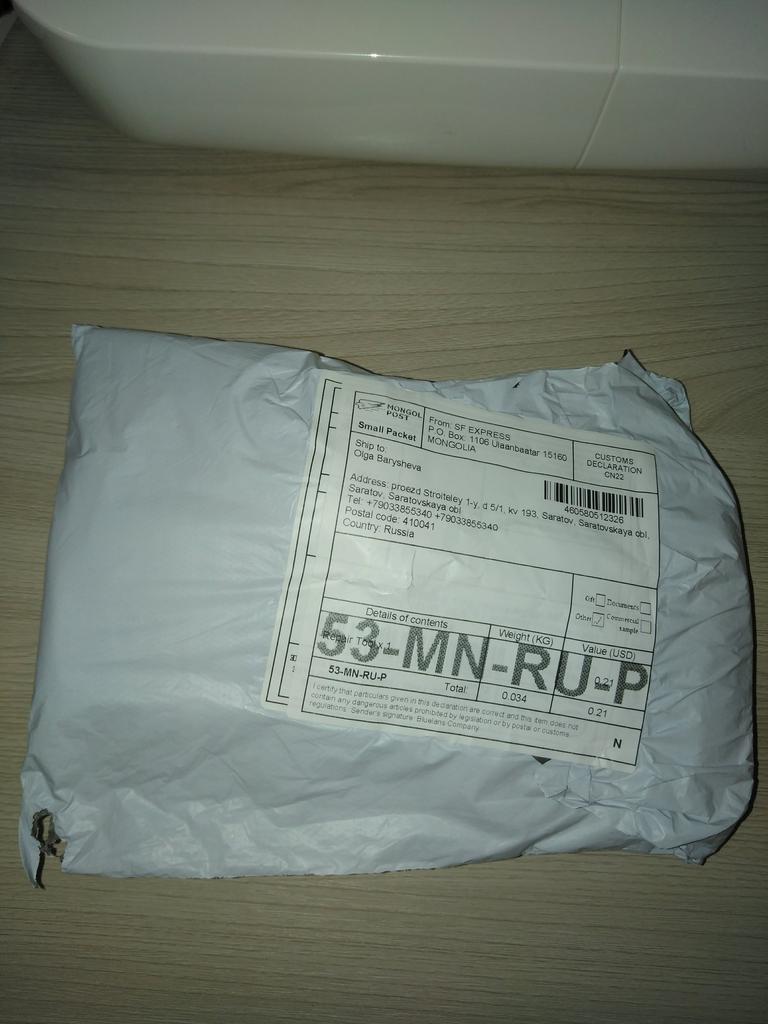 MONGOL
POST
Small Packet
From: SF EXPRESS
P.O. Box: 1106 Ulaanbaatar 15160
MONGOLIA
CUSTOMS
DECLARATION
CN22
Ship to:
Olga Barysheva
460580512326
Address: proezd Stroiteley 1-y, d 5/1, kv 193, Saratov, Saratovskaya obl,
Saratov, Saratovskaya obl
Tel: +79033855340 +79033855340
Postal code: 410041
Country: Russia
Gift Documents
Other Commercial
sample
Details of contents
Weight (KG)
Value (USD)
Repair Tool x 1
0.21
53-MN-RU-P
53-MN-RU-P
Total:
0.034
0.21
I certify that particulars given in this declaration are correct and this item does not
contain any dangerous articles prohibited by legislation or by postal or customs
regulations. Sender's signature: Bluelans Company
N